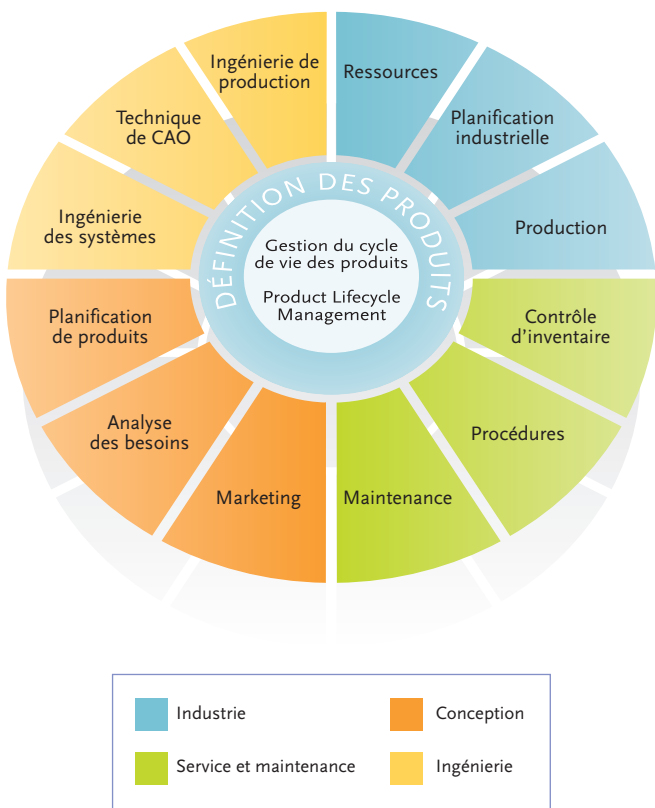 Ingénierie de
production
Ressources
Technique
de CAO
Planification
industrielle
Ingénierie
des systèmes
Production
DÉFINITION DES PRODUITS
Gestion du cycle
de vie des produits
Product Lifecycle
Management
Planification
de produits
Contrôle
d'inventaire
Analyse
des besoins
Procédures
Marketing
Maintenance
Industrie
Conception
Service et maintenance
Ingénierie